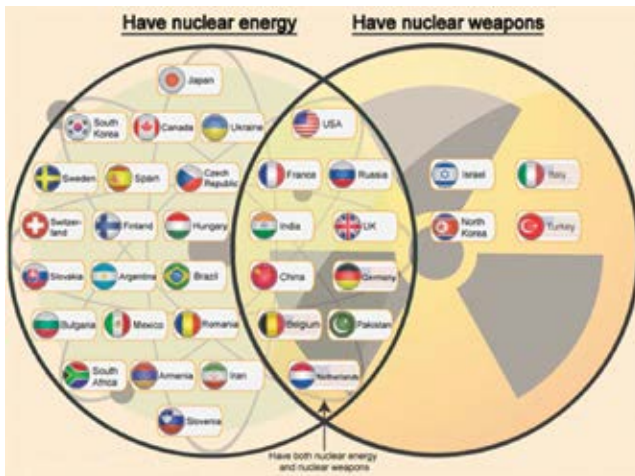 Have nuclear energy
Have nuclear weapons
Japan
South
Korea
Canada
Ukraine
USA
Sweden
Spain
Czech
Republic
France
Russia
Israel
Italy
Switzer-
land
Finland
Hungary
India
UK
North
Korea
Turkey
Slovakia
Argentina
Brazil
China
Germany
Bulgaria
Mexico
Romania
Belgium
Pakistan
South
Africa
Armenia
Iran
Netherlands
Slovenia
Have both nuclear energy
and nuclear weapons